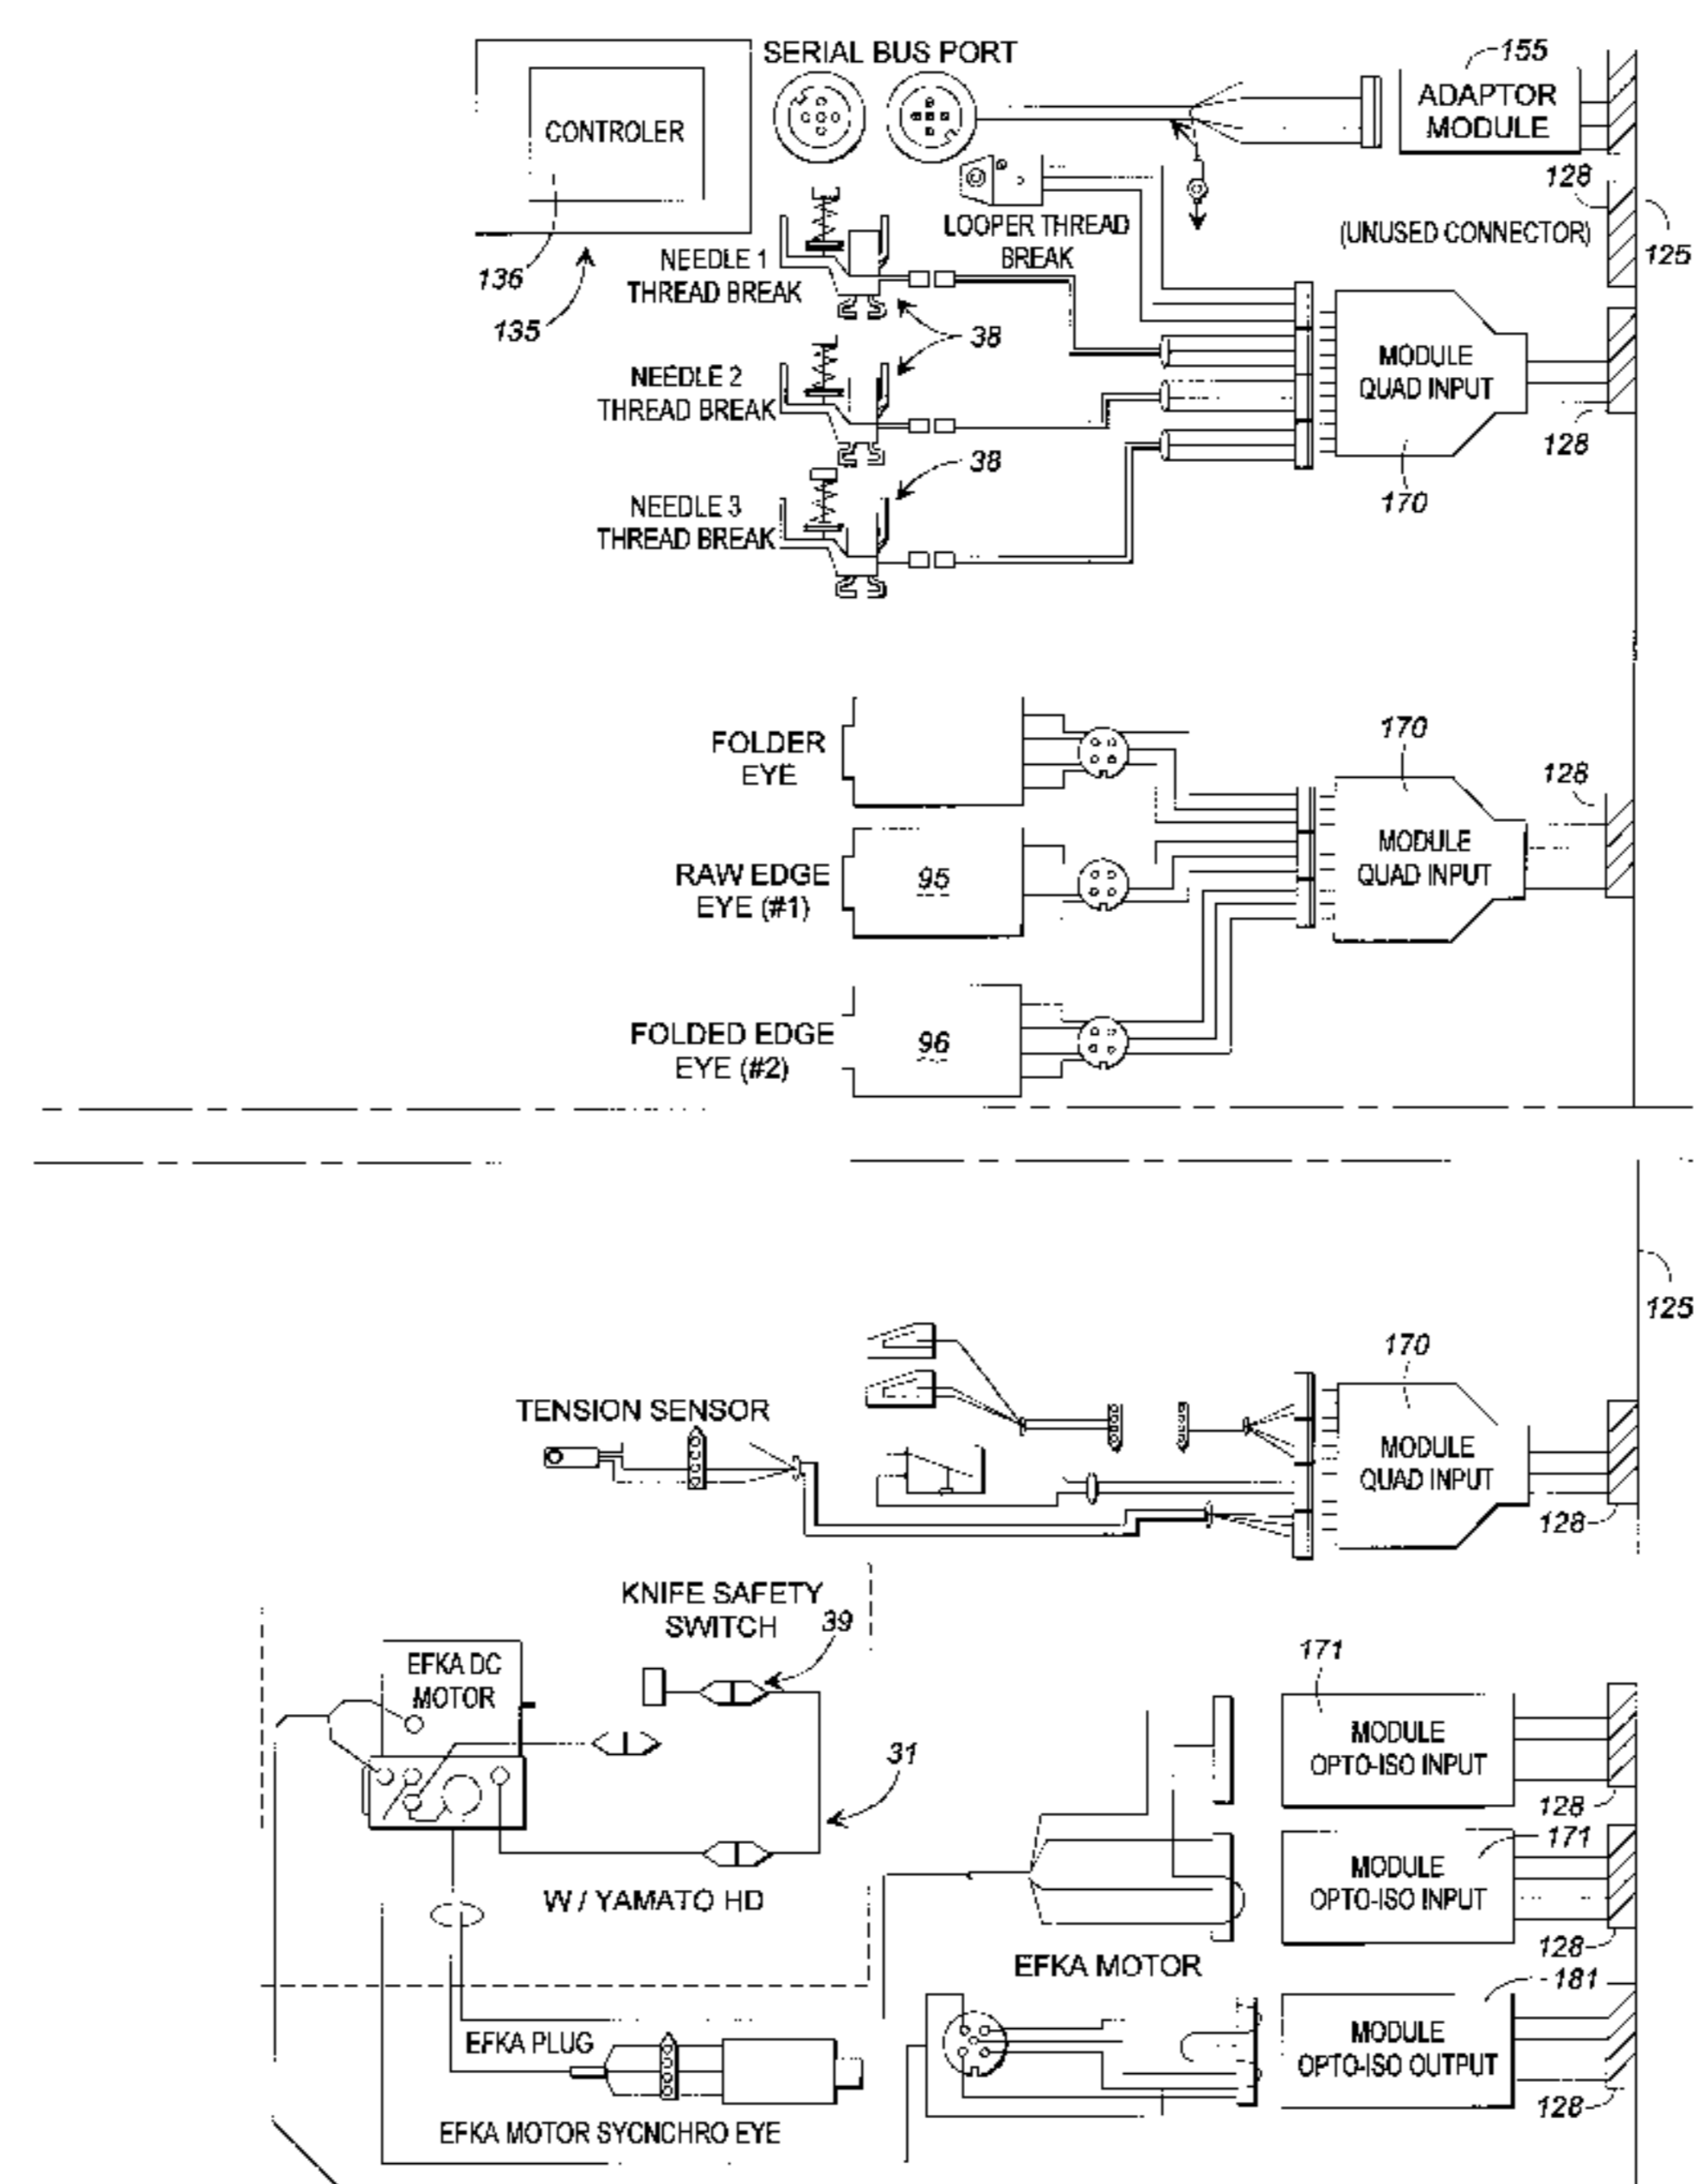 SERIAL BUS PORT
155
ADAPTOR
MODULE
CONTROLER
128
(UNUSED CONNECTOR)
125
136
135
LOOPER THREAD
BREAK
NEEDLE 1
THREAD BREAK
38
MODULE
QUAD INPUT
NEEDLE 2
THREAD BREAK
128
38
170
NEEDLE 3
THREAD BREAK
170
FOLDER
EYE
128
MODULE
QUAD INPUT
RAW EDGE
EYE (#1)
95
FOLDED EDGE
EYE (#2)
96
125
170
TENSION SENSOR
MODULE
QUAD INPUT
128
KNIFE SAFETY
SWITCH
39
171
EFKA DC
MOTOR
MODULE
OPTO-ISO INPUT
31
128
171
MODULE
OPTO-ISO INPUT
W / YAMATO HD
128
EFKA MOTOR
181
EFKA PLUG
MODULE
OPTO-ISO OUTPUT
128
EFKA MOTOR SYCNCHRO EYE